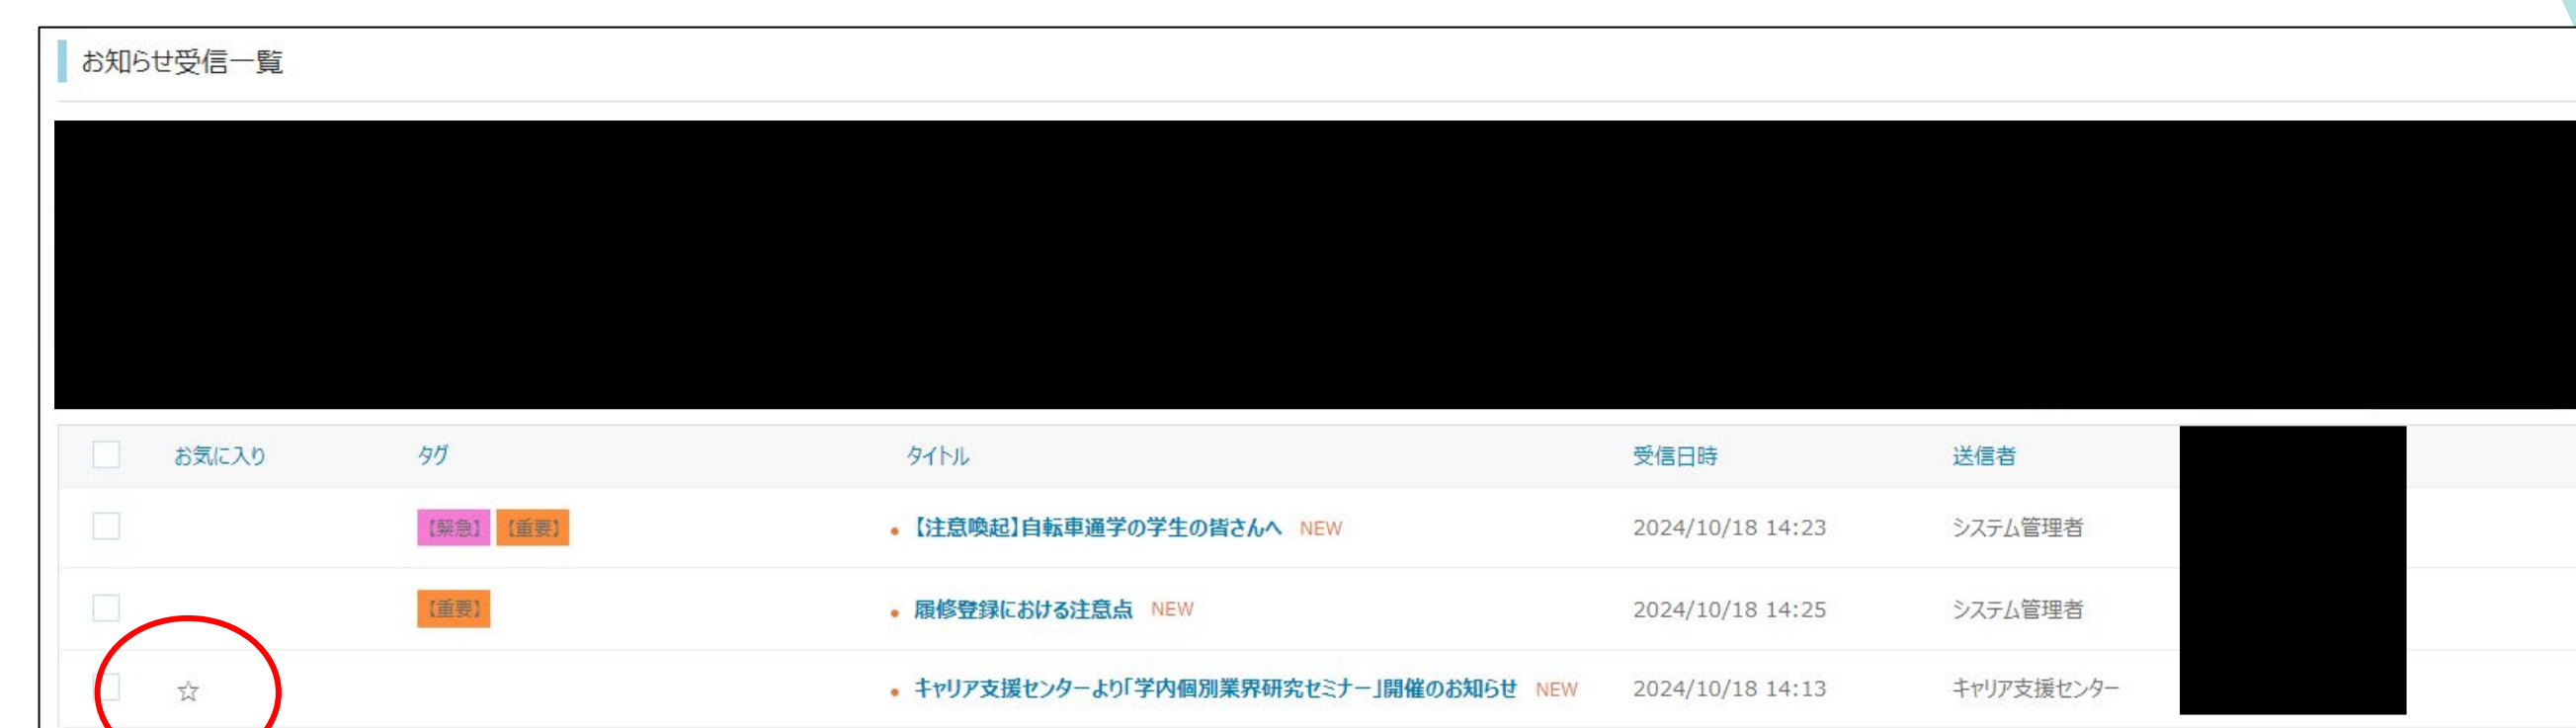 お知らせ受信一覧
お気に入り タグ タイトル 受信日時 送信者
【緊急】 【重要】 ● 【注意喚起】自転車通学の学生の皆さんへ NEW 2024/10/18 14:23 システム管理者
【重要】 ● 履修登録における注意点 NEW 2024/10/18 14:25 システム管理者
☆ ● キャリア支援センターより「学内個別業界研究セミナー」開催のお知らせ NEW 2024/10/18 14:13 キャリア支援センター